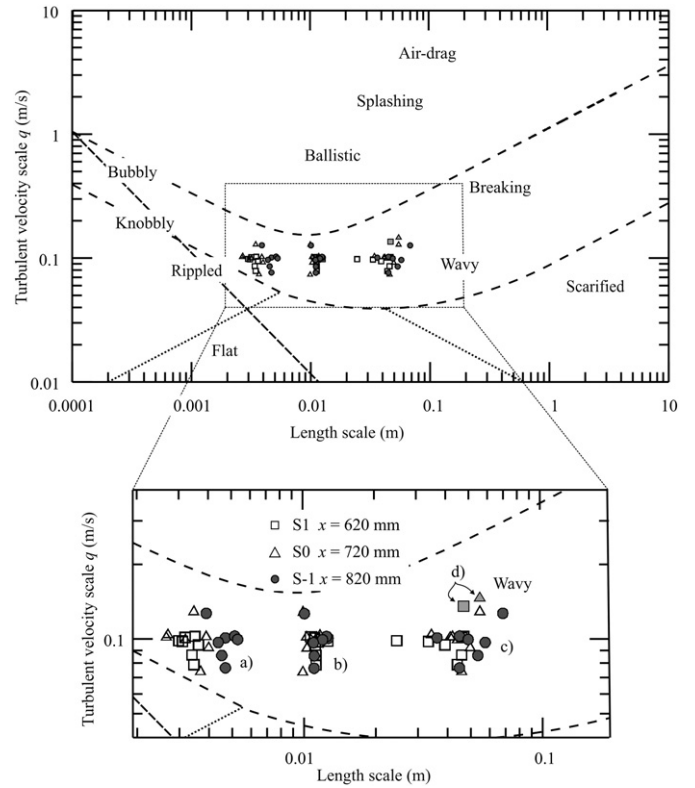 10
Air-drag
Splashing
1
Ballistic
Bubbly
Breaking
Knobbly
0.1
Wavy
Rippled
Scarified
Flat
0.01
0.0001
0.001
0.01
0.1
1
10
Turbulent velocity scale q (m/s)
Length scale (m)
S1 x = 620 mm
S0 x = 720 mm
S-1 x = 820 mm
d)
Wavy
0.1
a)
b)
c)
0.01
0.1
Turbulent velocity scale q (m/s)
Length scale (m)